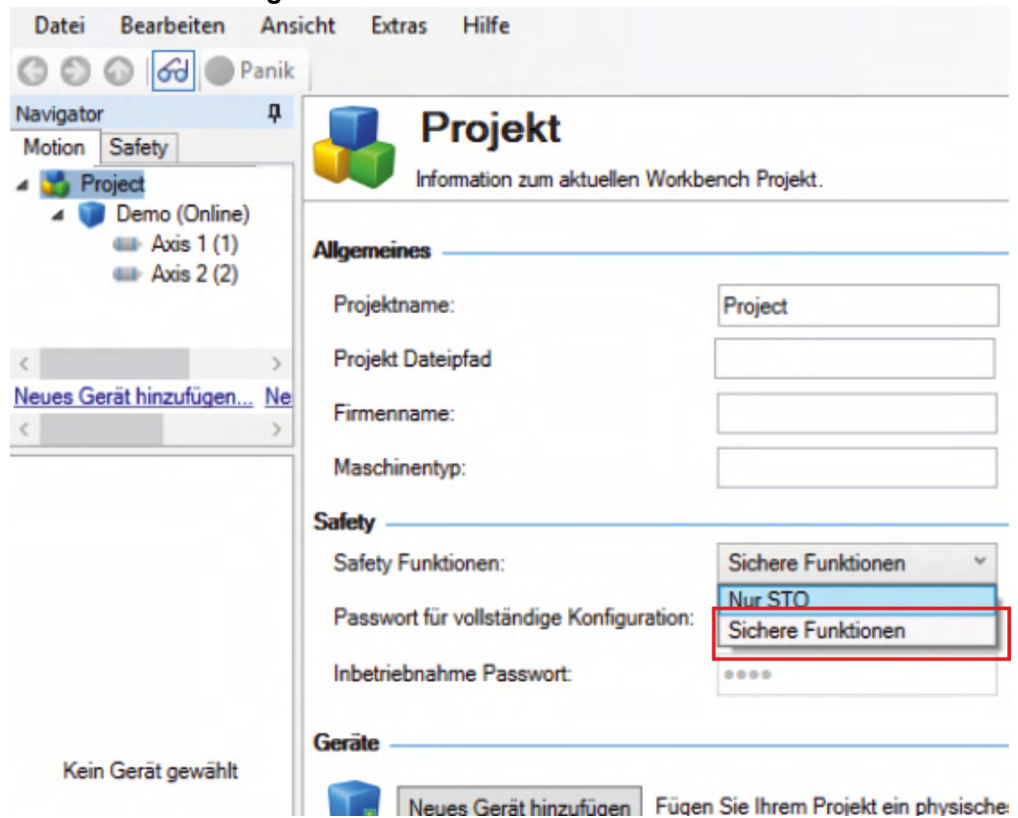 Datei Bearbeiten Ansicht Extras Hilfe
Panik
Navigator
Motion Safety
Project
Demo (Online)
Axis 1 (1)
Axis 2 (2)
Neues Gerät hinzufügen... Ne
Kein Gerät gewählt
Projekt
Information zum aktuellen Workbench Projekt.
Allgemeines
Projektname: Project
Projekt Dateipfad
Firmenname:
Maschinentyp:
Safety
Safety Funktionen: Sichere Funktionen
Nur STO
Passwort für vollständige Konfiguration:
Sichere Funktionen
Inbetriebnahme Passwort: ●●●●
Geräte
Neues Gerät hinzufügen Fügen Sie Ihrem Projekt ein physische